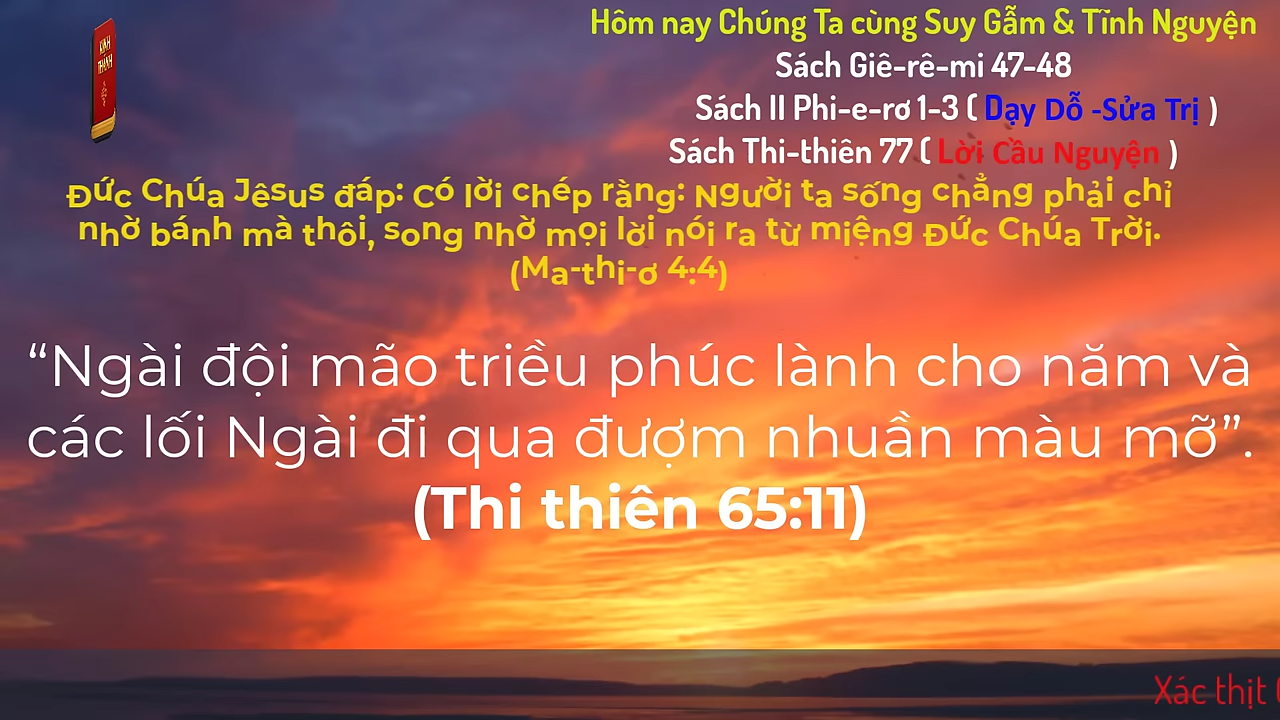 KINH
THÁNH
Hôm nay Chúng Ta cùng Suy Gẫm & Tĩnh Nguyện
Sách Giê-rê-mi 47-48
Sách II Phi-e-rơ 1-3 ( Dạy Dỗ -Sửa Trị )
Sách Thi-thiên 77 ( Lời Cầu Nguyện )
Đức Chúa Jêsus đáp: Có lời chép rằng: Người ta sống chẳng phải chỉ
nhờ bánh mà thôi, song nhờ mọi lời nói ra từ miệng Đức Chúa Trời.
(Ma-thi-ơ 4:4)
“Ngài đội mão triều phúc lành cho năm và
các lối Ngài đi qua đượm nhuần màu mỡ”.
(Thi thiên 65:11)
Xác thịt